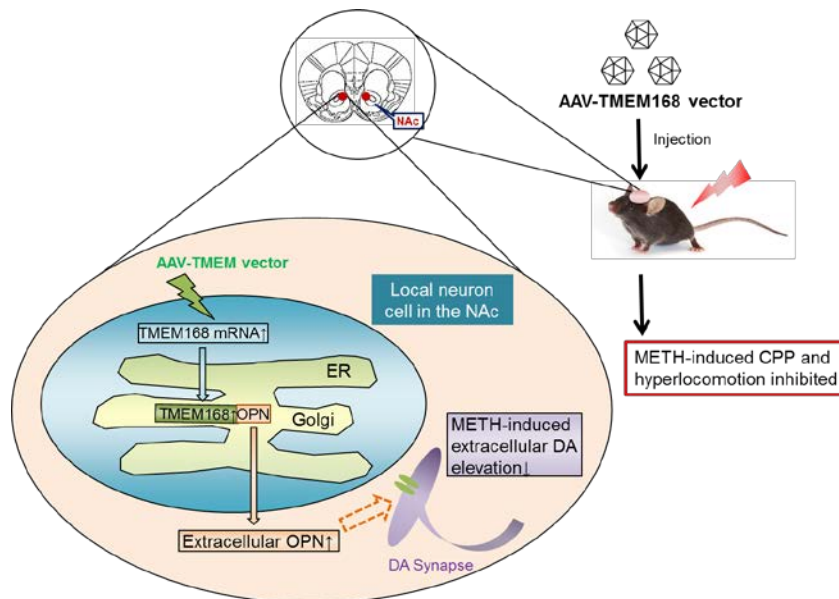 NAc
AAV-TMEM168 vector
Injection
METH-induced CPP and
hyperlocomotion inhibited
AAV-TMEM vector
Local neuron
cell in the NAc
TMEM168 mRNA↑
ER
TMEM168↑OPN
Golgi
METH-induced
extracellular DA
elevation↓
Extracellular OPN↑
DA Synapse